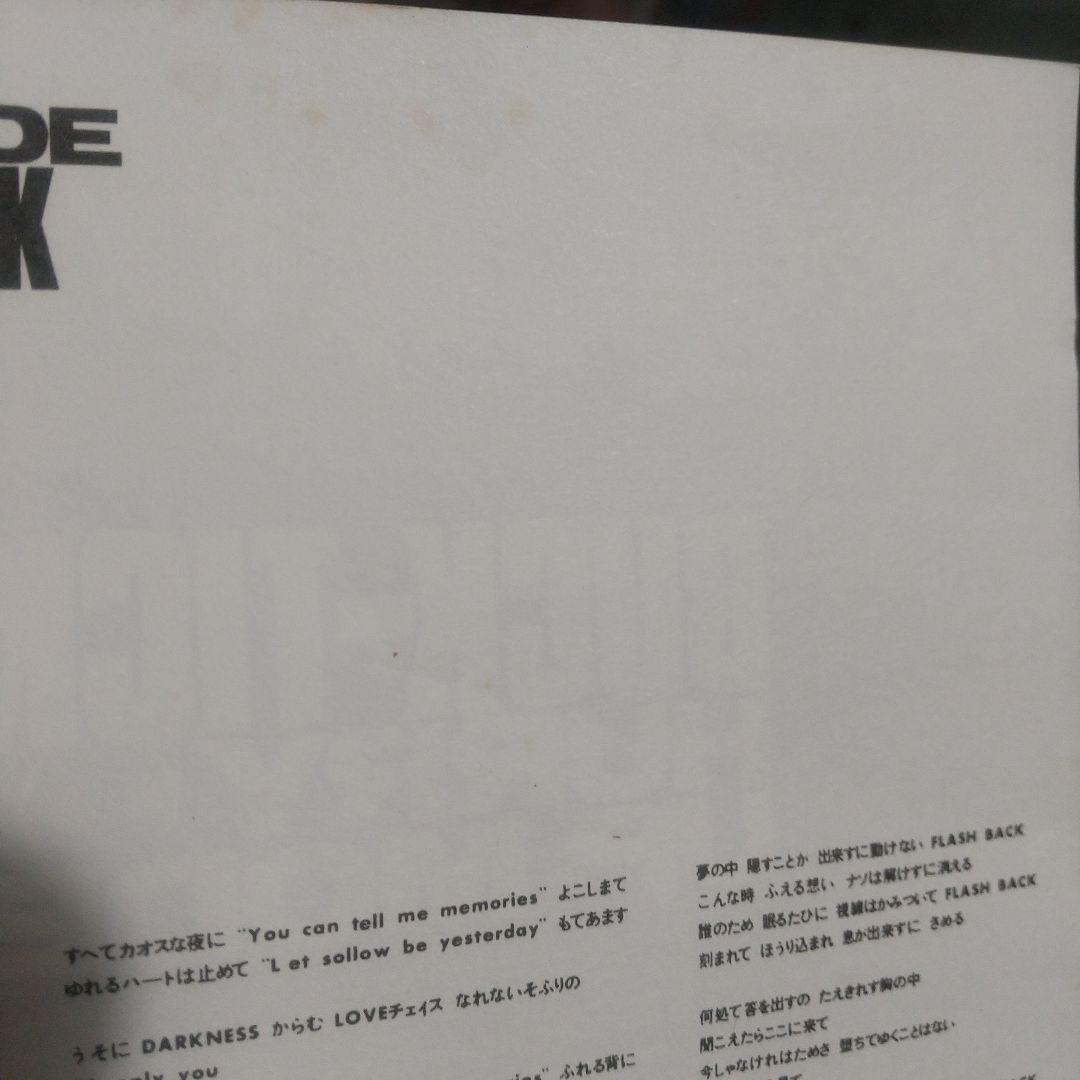 DE
K
すべてカオスな夜に "You can tell me memories" よこしまで
ゆれるハートは止めて "Let sollow be yesterday" もてあます
うそに DARKNESS からむ LOVEチェイス なれないそふりの
only you
ふれる背に
夢の中 隠すことが 出来ずに動けない FLASH BACK
こんな時 ふえる想い ナゾは解けずに消える
誰のため 眠るたびに 視線はかみついて FLASH BACK
刻まれて ほうり込まれ 息が出来ずに さめる
何処で答を出すの たえきれず胸の中
聞こえたらここに来て
今しゃなければだめさ 堕ちてゆくことはない